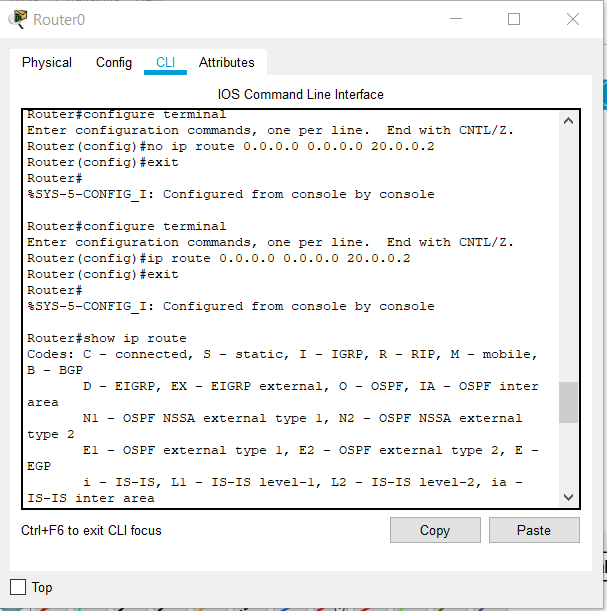 Router0
Physical Config CLI Attributes
IOS Command Line Interface
Router#configure terminal
Enter configuration commands, one per line.  End with CNTL/Z.
Router(config)#no ip route 0.0.0.0 0.0.0.0 20.0.0.2
Router(config)#exit
Router#
%SYS-5-CONFIG_I: Configured from console by console
Router#configure terminal
Enter configuration commands, one per line.  End with CNTL/Z.
Router(config)#ip route 0.0.0.0 0.0.0.0 20.0.0.2
Router(config)#exit
Router#
%SYS-5-CONFIG_I: Configured from console by console
Router#show ip route
Codes: C - connected, S - static, I - IGRP, R - RIP, M - mobile,
B - BGP
D - EIGRP, EX - EIGRP external, O - OSPF, IA - OSPF inter
area
N1 - OSPF NSSA external type 1, N2 - OSPF NSSA external
type 2
E1 - OSPF external type 1, E2 - OSPF external type 2, E -
EGP
i - IS-IS, L1 - IS-IS level-1, L2 - IS-IS level-2, ia -
IS-IS inter area
Ctrl+F6 to exit CLI focus Copy Paste
Top